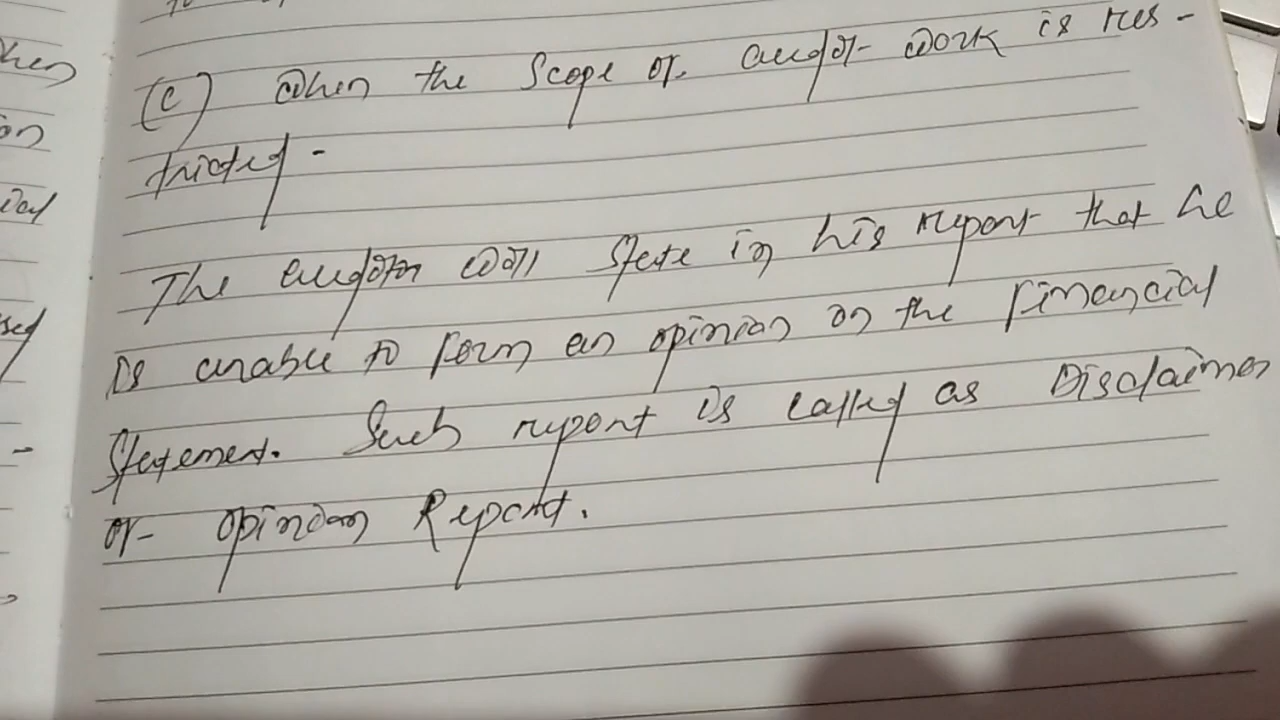 (c) When the Scope of audit work is res-
tricted -
The auditor will state in his report that he
is unable to form an opinion on the financial
statement. Such report is called as Disclaimer
of opinion Report.